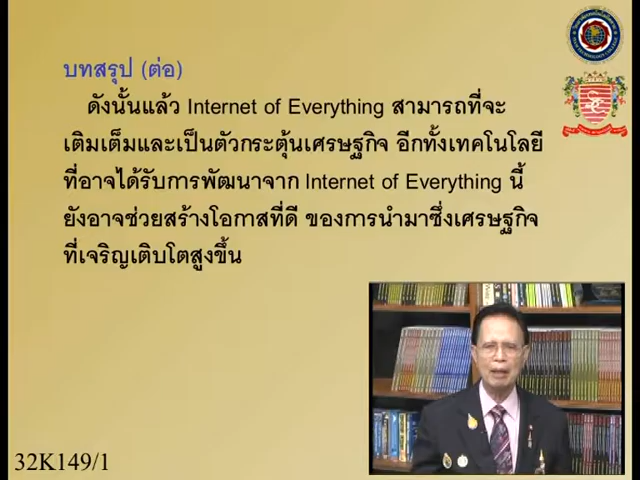 บทสรุป (ต่อ)
ดังนั้นแล้ว Internet of Everything สามารถที่จะ
เติมเต็มและเป็นตัวกระตุ้นเศรษฐกิจ อีกทั้งเทคโนโลยี
ที่อาจได้รับการพัฒนาจาก Internet of Everything นี้
ยังอาจช่วยสร้างโอกาสที่ดี ของการนำมาซึ่งเศรษฐกิจ
ที่เจริญเติบโตสูงขึ้น
32K149/1